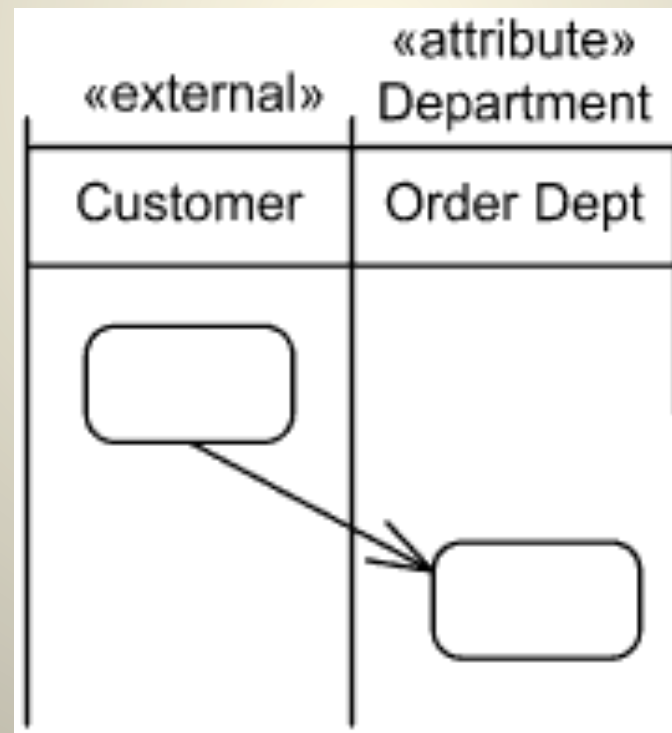 «external»
«attribute»
Department
Customer
Order Dept